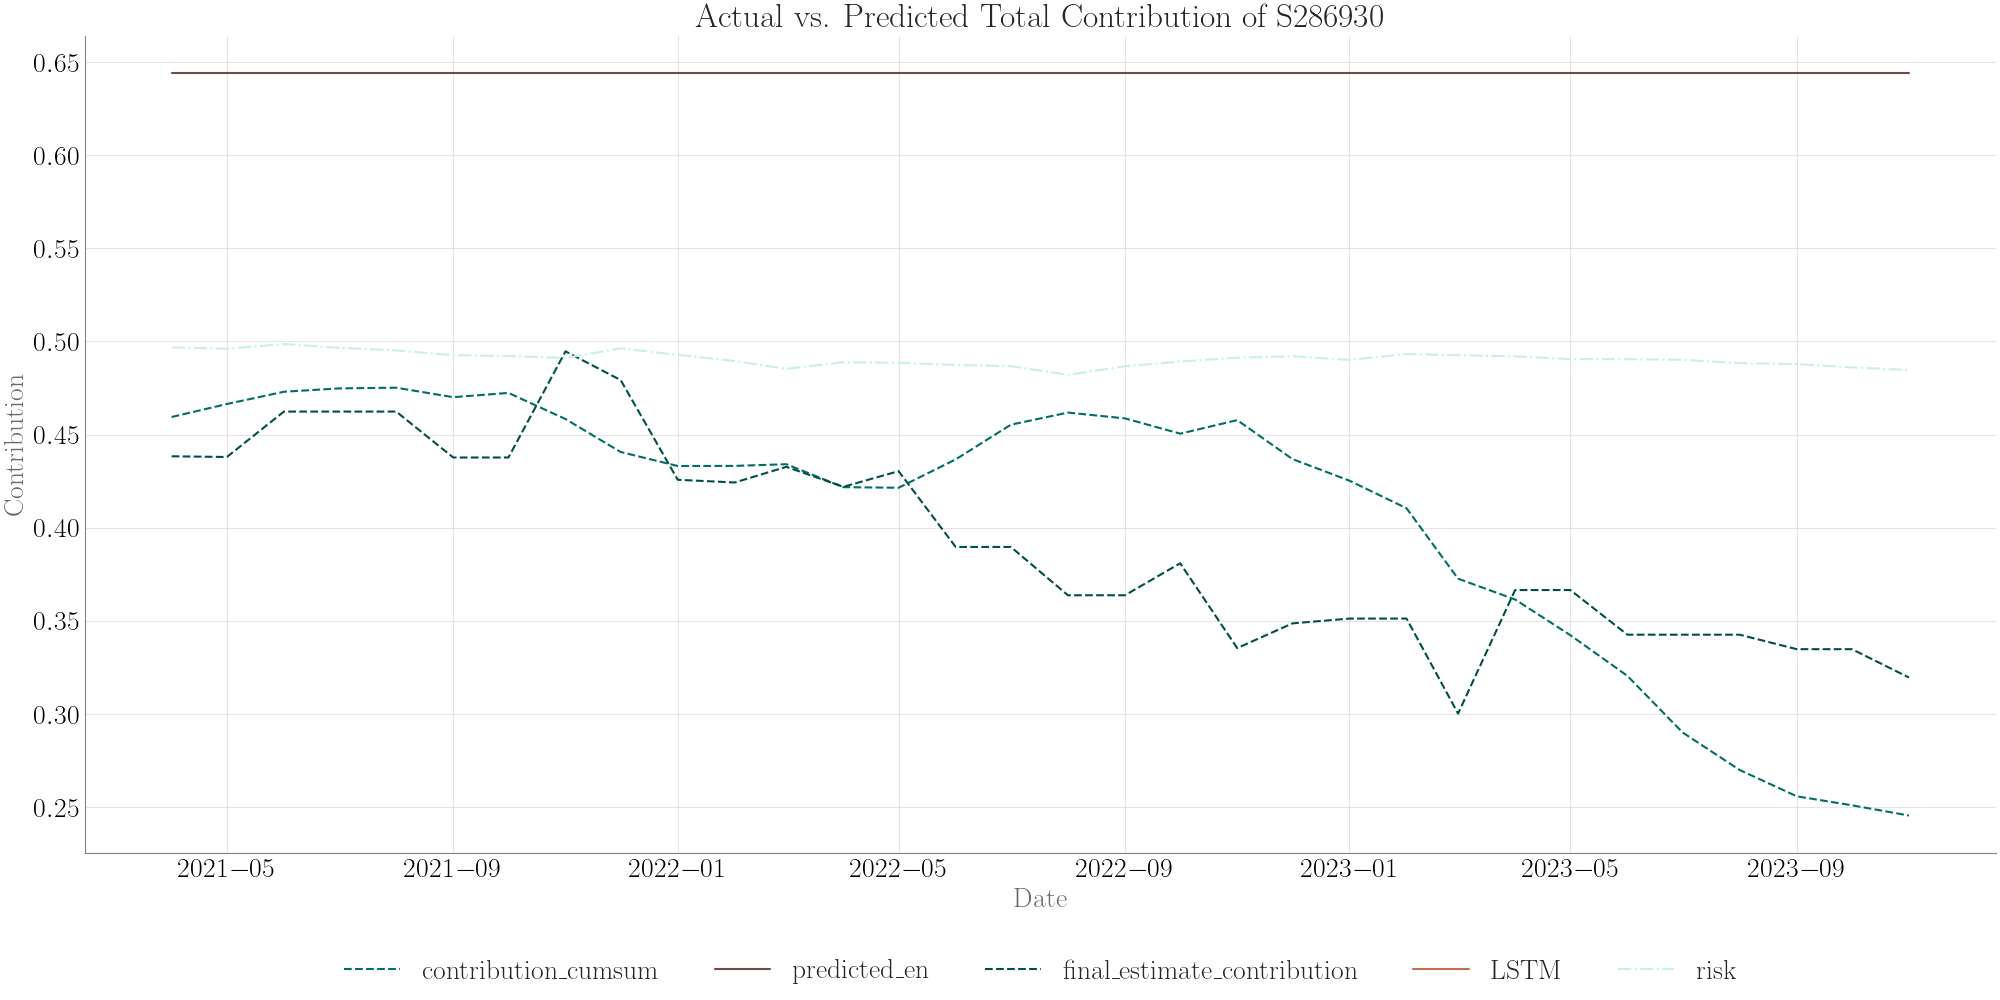 Actual vs. Predicted Total Contribution of S286930
0.65
0.60
0.55
0.50
0.45
0.40
0.35
0.30
0.25
Contribution
2021−05 2021−09 2022−01 2022−05 2022−09 2023−01 2023−05 2023−09
Date
contribution_cumsum predicted_en final_estimate_contribution LSTM risk